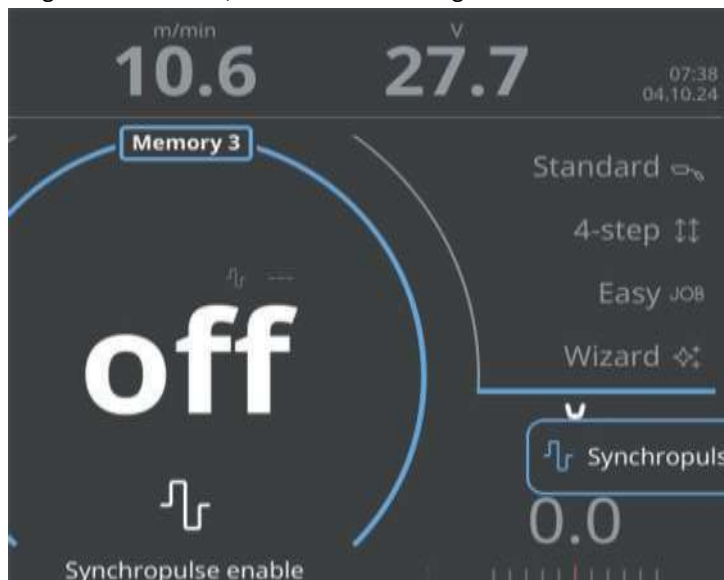 m/min
10.6
V
27.7
07:38
04.10.24
Memory 3
Standard
4-step
Easy JOB
Wizard
---
off
Synchropuls
0.0
Synchropulse enable